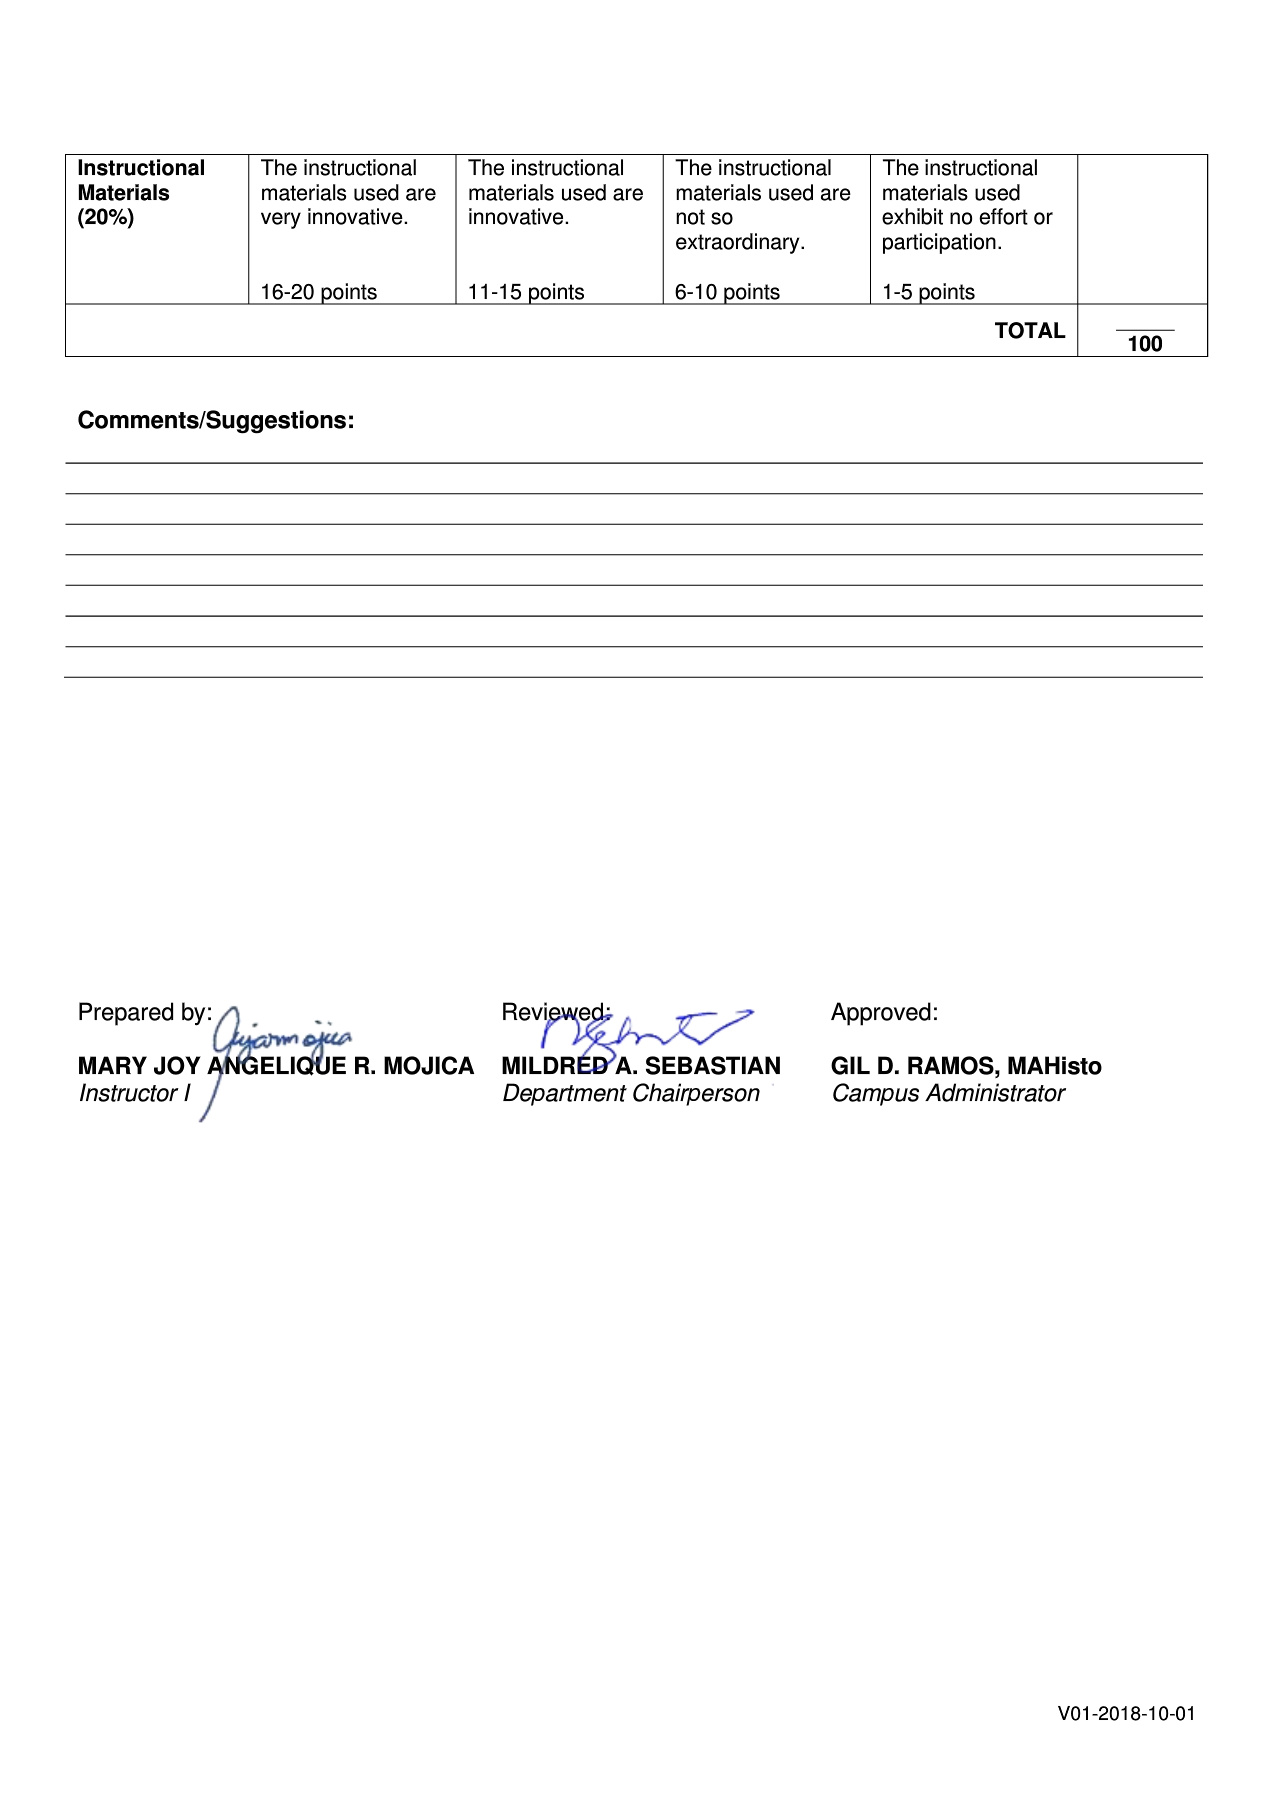 Instructional
Materials
(20%)
The instructional
materials used are
very innovative.
16-20 points
The instructional
materials used are
innovative.
11-15 points
The instructional
materials used are
not so
extraordinary.
6-10 points
The instructional
materials used
exhibit no effort or
participation.
1-5 points
TOTAL
100
Comments/Suggestions:
Prepared by:
MARY JOY ANGELIQUE R. MOJICA
Instructor I
Reviewed:
MILDRED A. SEBASTIAN
Department Chairperson
Approved:
GIL D. RAMOS, MAHisto
Campus Administrator
V01-2018-10-01